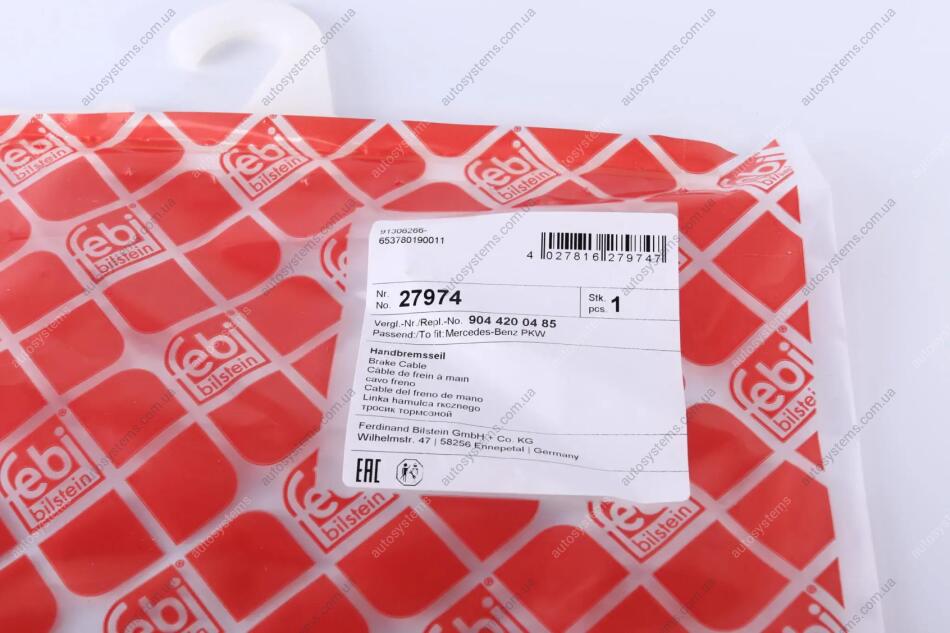 91306266-
653780190011
4 027816 279747
Nr.
No. 27974
Stk.
pcs. 1
Vergl.-Nr./Repl.-No. 904 420 04 85
Passend:/To fit:Mercedes-Benz PKW
Handbremsseil
Brake Cable
Câble de frein à main
cavo freno
Cable del freno de mano
Linka hamulca ręcznego
тросик тормозной
Ferdinand Bilstein GmbH + Co. KG
Wilhelmstr. 47 | 58256 Ennepetal | Germany
EAC
febi
bilstein
autosystems.com.ua